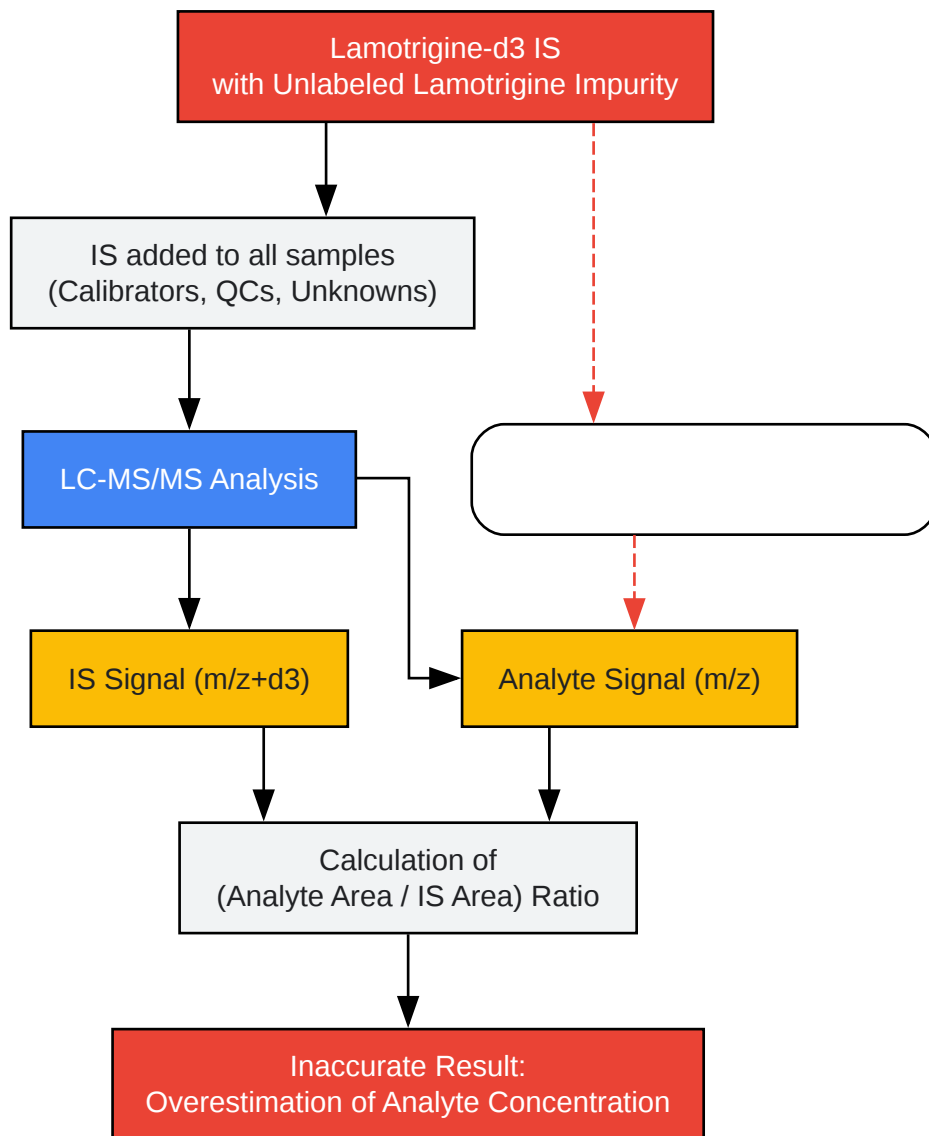 Lamotrigine-d3 IS
with Unlabeled Lamotrigine Impurity
IS added to all samples
(Calibrators, QCs, Unknowns)
LC-MS/MS Analysis
IS Signal (m/z+d3)
Analyte Signal (m/z)
Calculation of
(Analyte Area / IS Area) Ratio
Inaccurate Result:
Overestimation of Analyte Concentration